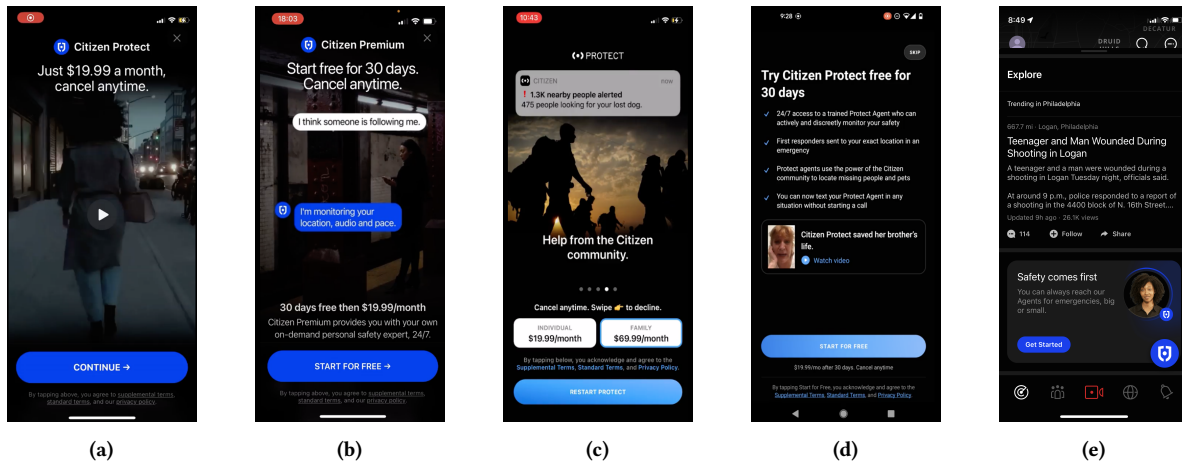 Citizen Protect
Just $19.99 a month,
cancel anytime.
CONTINUE →
By tapping above, you agree to supplemental terms,
standard terms, and our privacy policy.
(a)
18:03
Citizen Premium
Start free for 30 days.
Cancel anytime.
I think someone is following me.
I'm monitoring your
location, audio and pace.
30 days free then $19.99/month
Citizen Premium provides you with your own
on-demand personal safety expert, 24/7.
START FOR FREE →
By tapping above, you agree to supplemental terms,
standard terms, and our privacy policy.
(b)
10:43
PROTECT
CITIZEN
now
❗ 1.3K nearby people alerted
475 people looking for your lost dog.
Help from the Citizen
community.
Cancel anytime. Swipe 👉 to decline.
INDIVIDUAL
$19.99/month
FAMILY
$69.99/month
By tapping below, you acknowledge and agree to the
Supplemental Terms, Standard Terms, and Privacy Policy.
RESTART PROTECT
(c)
9:28
SKIP
Try Citizen Protect free for
30 days
24/7 access to a trained Protect Agent who can
actively and discreetly monitor your safety
First responders sent to your exact location in an
emergency
Protect agents use the power of the Citizen
community to locate missing people and pets
You can now text your Protect Agent in any
situation without starting a call
Citizen Protect saved her brother's
life.
Watch video
START FOR FREE
$19.99/mo after 30 days. Cancel anytime
By tapping Start for Free, you acknowledge and agree to the
Supplemental Terms, Standard Terms, and Privacy Policy
(d)
8:49
DECATUR
DRUID
Explore
Trending in Philadelphia
667.7 mi · Logan, Philadelphia
Teenager and Man Wounded During
Shooting in Logan
A teenager and a man were wounded during a
shooting in Logan Tuesday night, officials said.
At around 9 p.m., police responded to a report of
a shooting in the 4400 block of N. 16th Street....
Updated 9h ago · 26.1K views
114
Follow
Share
Safety comes first
You can always reach our
Agents for emergencies, big
or small.
Get Started
(e)